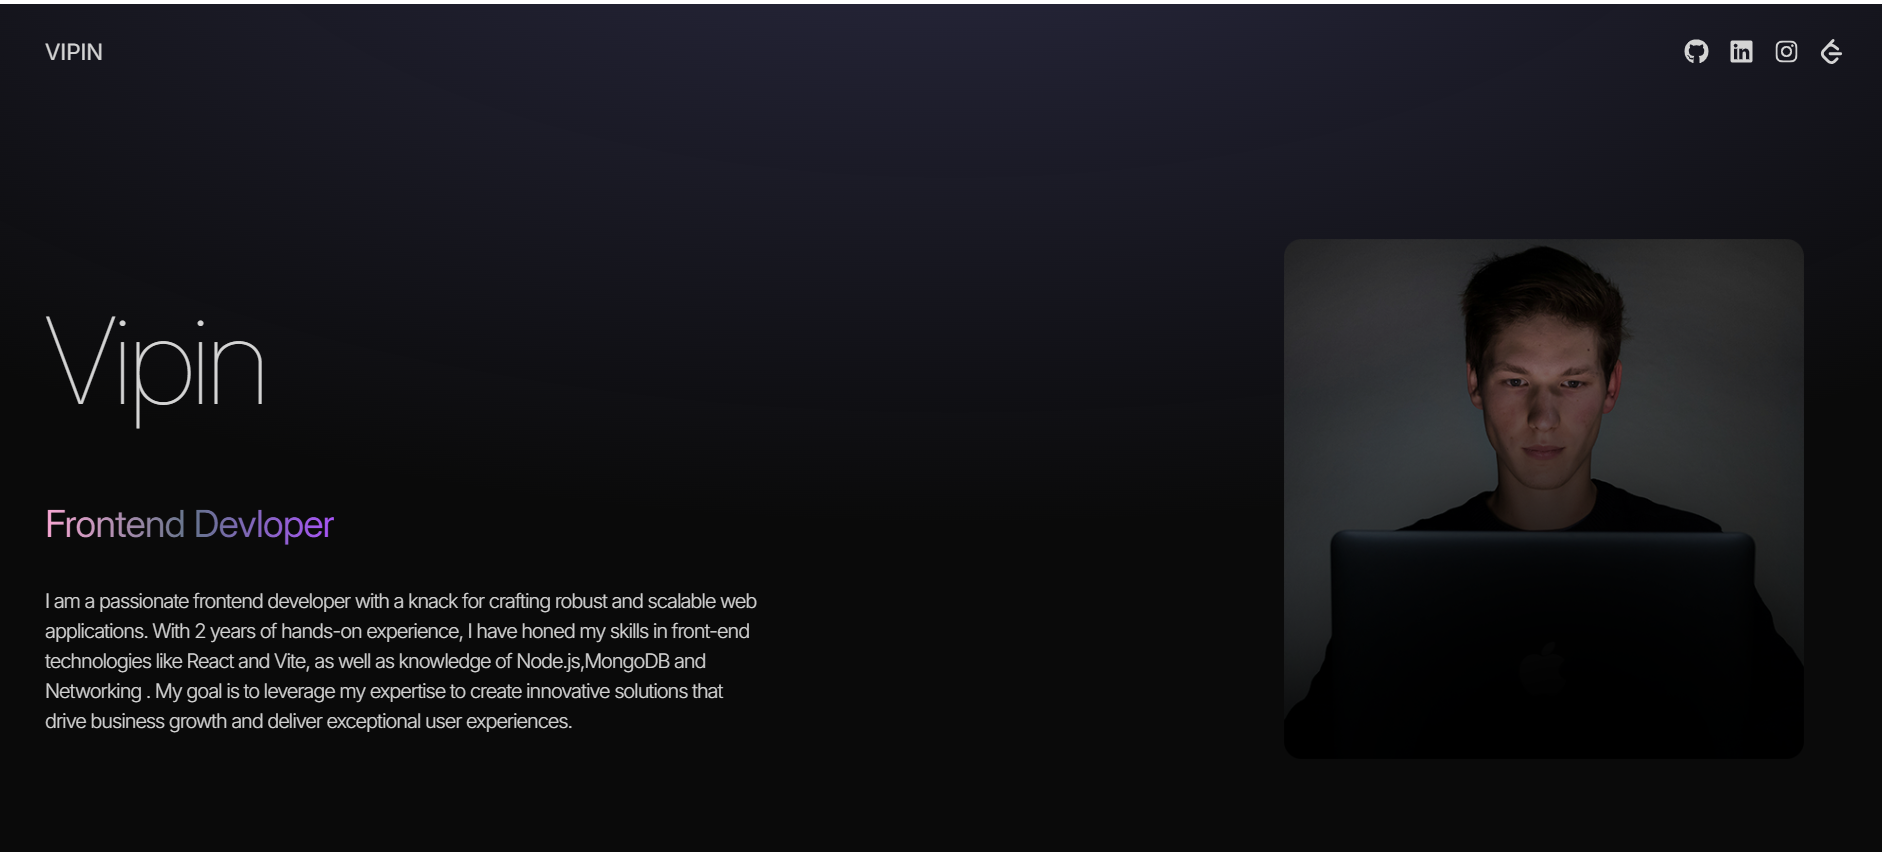 VIPIN
Vipin
Frontend Devloper
I am a passionate frontend developer with a knack for crafting robust and scalable web
applications. With 2 years of hands-on experience, I have honed my skills in front-end
technologies like React and Vite, as well as knowledge of Node.js,MongoDB and
Networking . My goal is to leverage my expertise to create innovative solutions that
drive business growth and deliver exceptional user experiences.